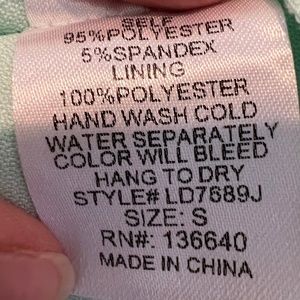 SELF
95%POLYESTER
5%SPANDEX
LINING
100%POLYESTER
HAND WASH COLD
WATER SEPARATELY
COLOR WILL BLEED
HANG TO DRY
STYLE# LD7689J
SIZE: S
RN#: 136640
MADE IN CHINA